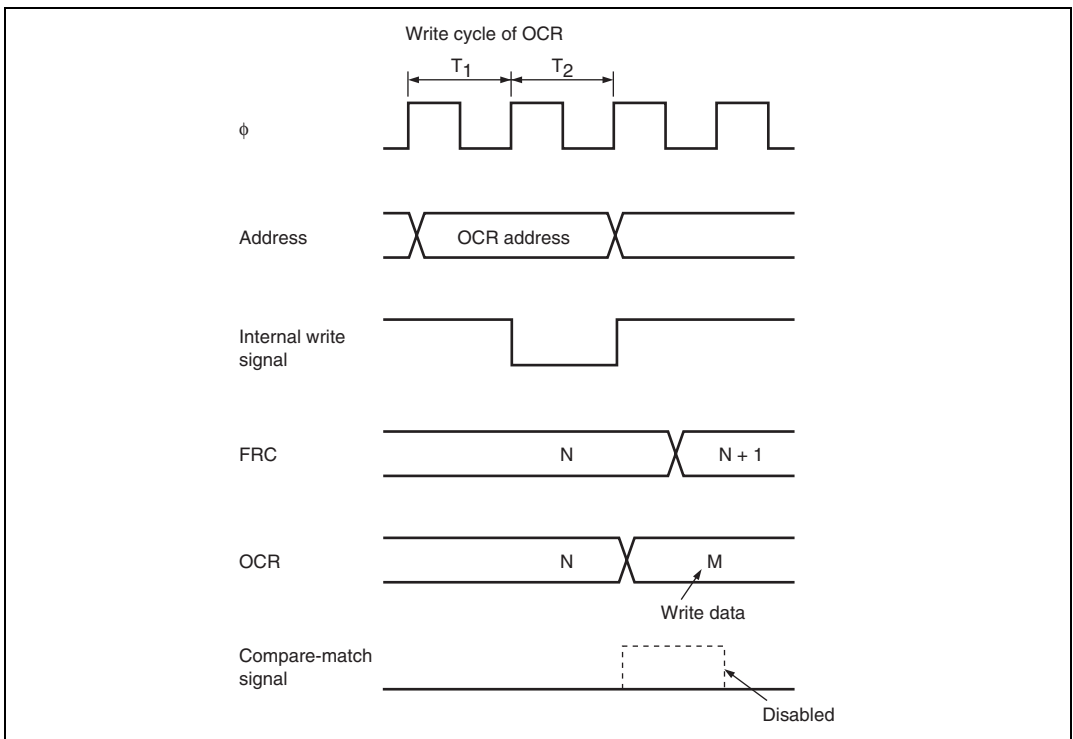 Write cycle of OCR
T1 T2
ϕ
Address
OCR address
Internal write
signal
FRC
N
N + 1
OCR
N
M
Write data
Compare-match
signal
Disabled